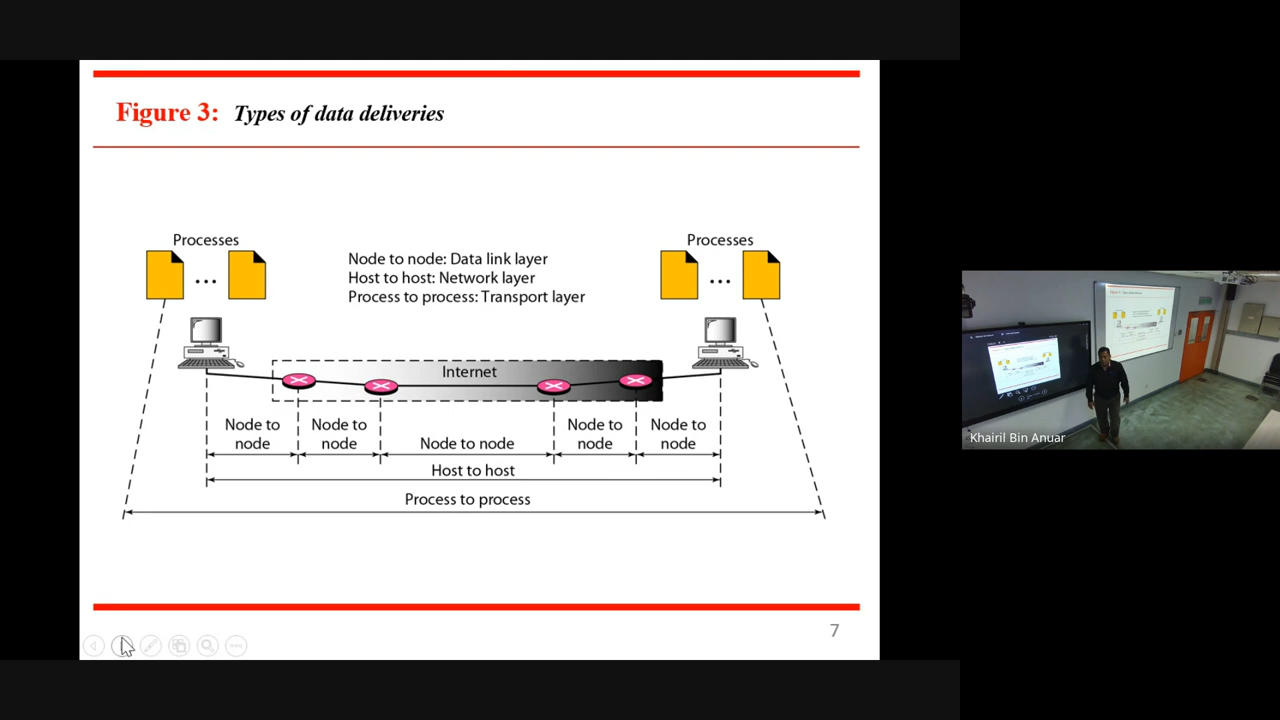 Figure 3: Types of data deliveries
Processes
Processes
Node to node: Data link layer
Host to host: Network layer
Process to process: Transport layer
...
...
Internet
Node to
node
Node to
node
Node to node
Node to
node
Node to
node
Host to host
Process to process
7
Khairil Bin Anuar